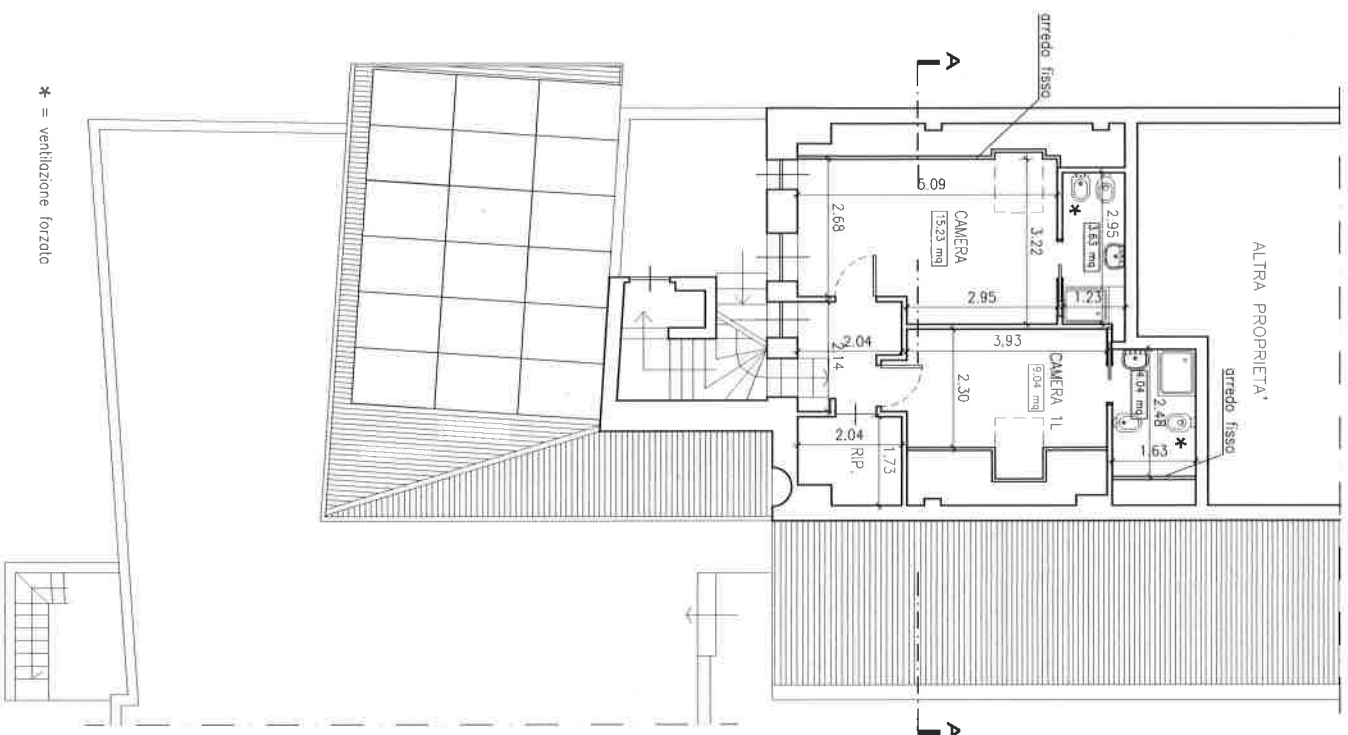 arredo fisso
A
ALTRA PROPRIETA'
5.09
2.68
CAMERA
15.23 mq
3.22
2.95
*
2.95
3.63 mq
1.23
2.04
2.14
3.93
CAMERA 1L
9.04 mq
2.30
4.04 mq
2.48
*
1.63
arredo fisso
2.04
RIP.
1.73
A
* = ventilazione forzata